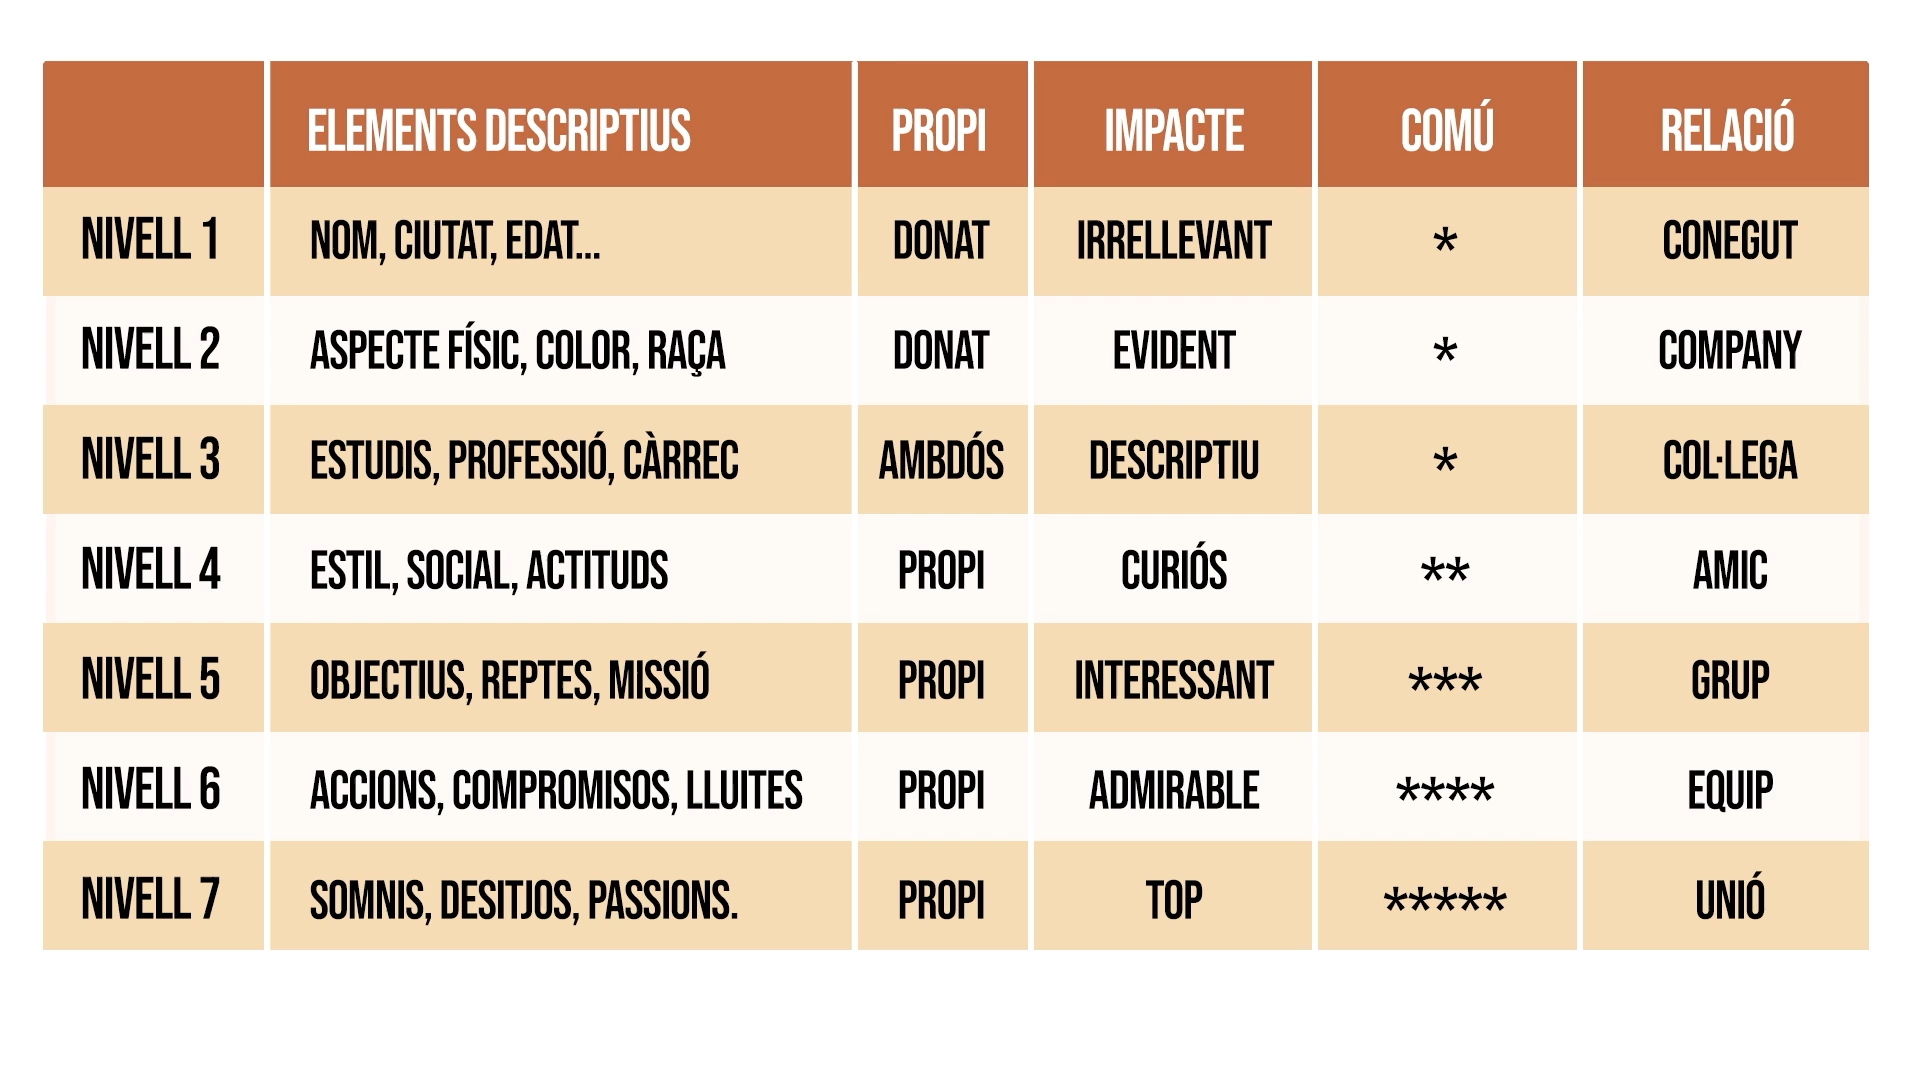 ELEMENTS DESCRIPTIUS PROPI IMPACTE COMÚ RELACIÓ
NIVELL 1 NOM, CIUTAT, EDAT... DONAT IRRELLEVANT * CONEGUT
NIVELL 2 ASPECTE FÍSIC, COLOR, RAÇA DONAT EVIDENT * COMPANY
NIVELL 3 ESTUDIS, PROFESSIÓ, CÀRREC AMBDÓS DESCRIPTIU * COL·LEGA
NIVELL 4 ESTIL, SOCIAL, ACTITUDS PROPI CURIÓS ** AMIC
NIVELL 5 OBJECTIUS, REPTES, MISSIÓ PROPI INTERESSANT *** GRUP
NIVELL 6 ACCIONS, COMPROMISOS, LLUITES PROPI ADMIRABLE **** EQUIP
NIVELL 7 SOMNIS, DESITJOS, PASSIONS. PROPI TOP ***** UNIÓ